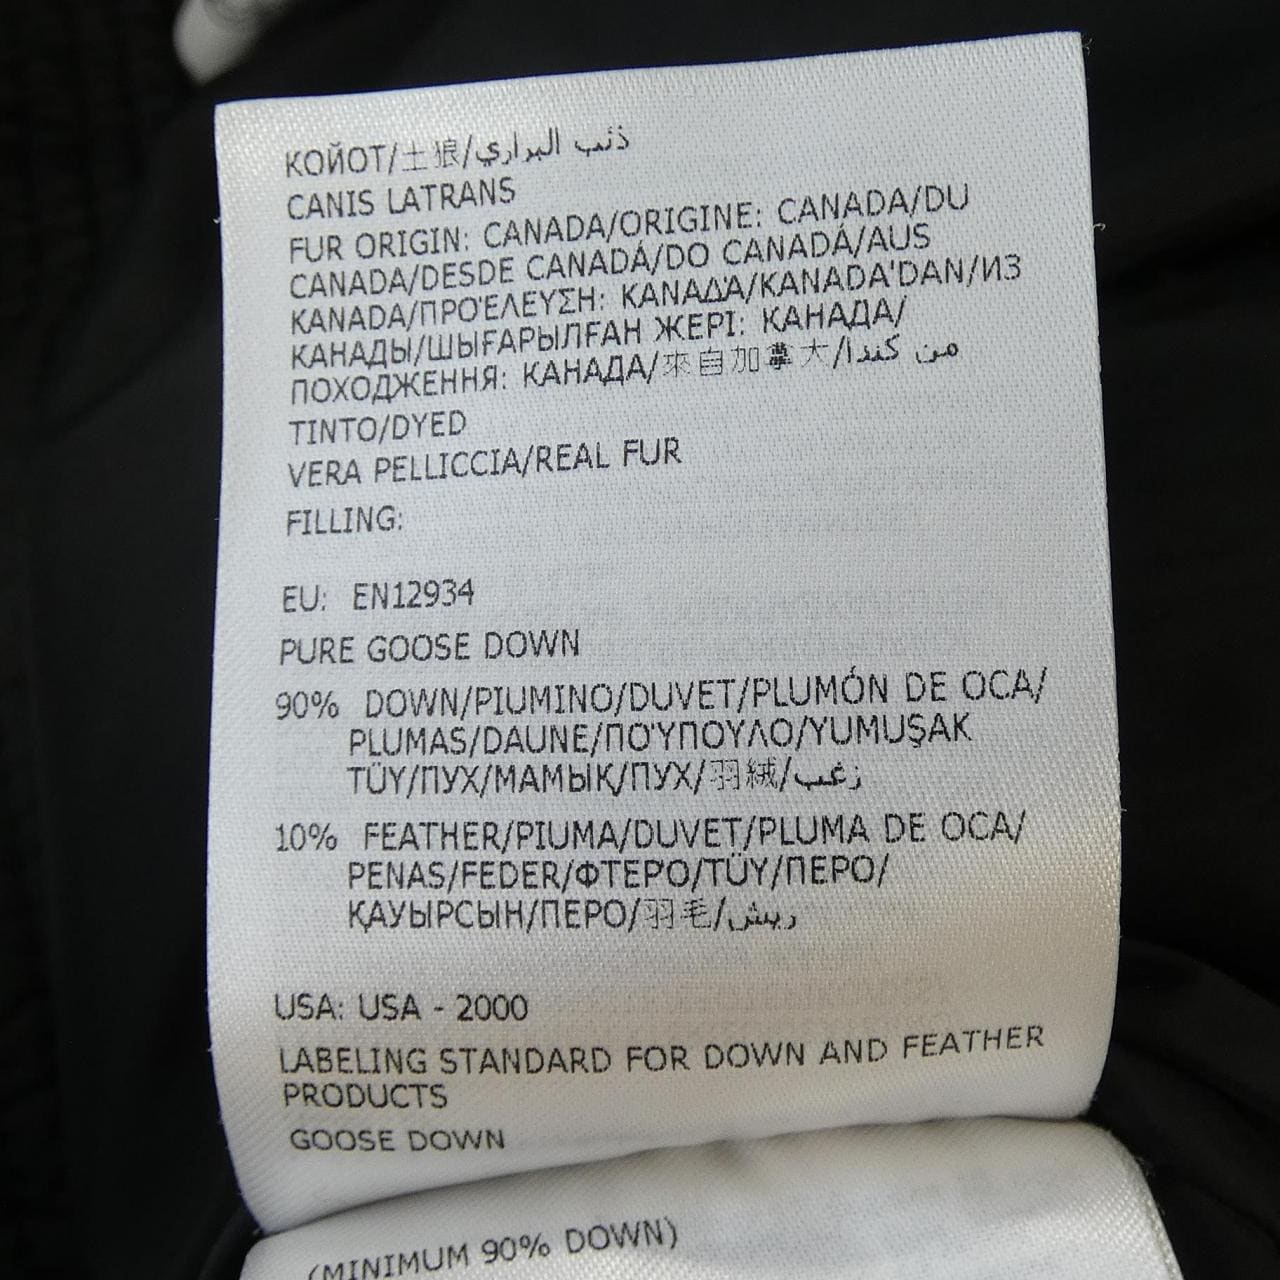 КОЙОТ/土狼/ذئب البراري
CANIS LATRANS
FUR ORIGIN: CANADA/ORIGINE: CANADA/DU
CANADA/DESDE CANADÁ/DO CANADÁ/AUS
KANADA/ΠΡΟΈΛΕΥΣΗ: ΚΑΝΑΔΆ/KANADA'DAN/ИЗ
КАНАДЫ/ШЫҒАРЫЛҒАН ЖЕРІ: ҚАНАДА/
ПОХОДЖЕННЯ: КАНАДА/來自加拿大/من كندا
TINTO/DYED
VERA PELLICCIA/REAL FUR
FILLING:
EU: EN12934
PURE GOOSE DOWN
90% DOWN/PIUMINO/DUVET/PLUMÓN DE OCA/
PLUMAS/DAUNE/ΠΟΎΠΟΥΛΟ/YUMUŞAK
TÜY/ПУХ/МАМЫҚ/ПУХ/羽絨/زغب
10% FEATHER/PIUMA/DUVET/PLUMA DE OCA/
PENAS/FEDER/ΦΤΕΡΌ/TÜY/ПЕРО/
ҚАУЫРСЫН/ПЕРО/羽毛/ريش
USA: USA - 2000
LABELING STANDARD FOR DOWN AND FEATHER
PRODUCTS
GOOSE DOWN
(MINIMUM 90% DOWN)